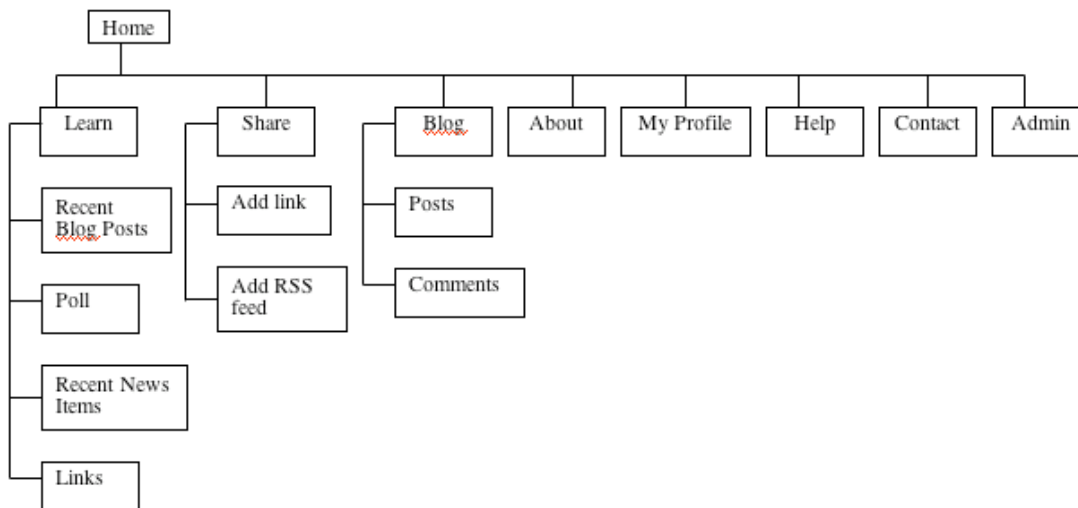 Home
Learn
Share
Blog
About
My Profile
Help
Contact
Admin
Recent
Blog Posts
Add link
Posts
Poll
Add RSS
feed
Comments
Recent News
Items
Links